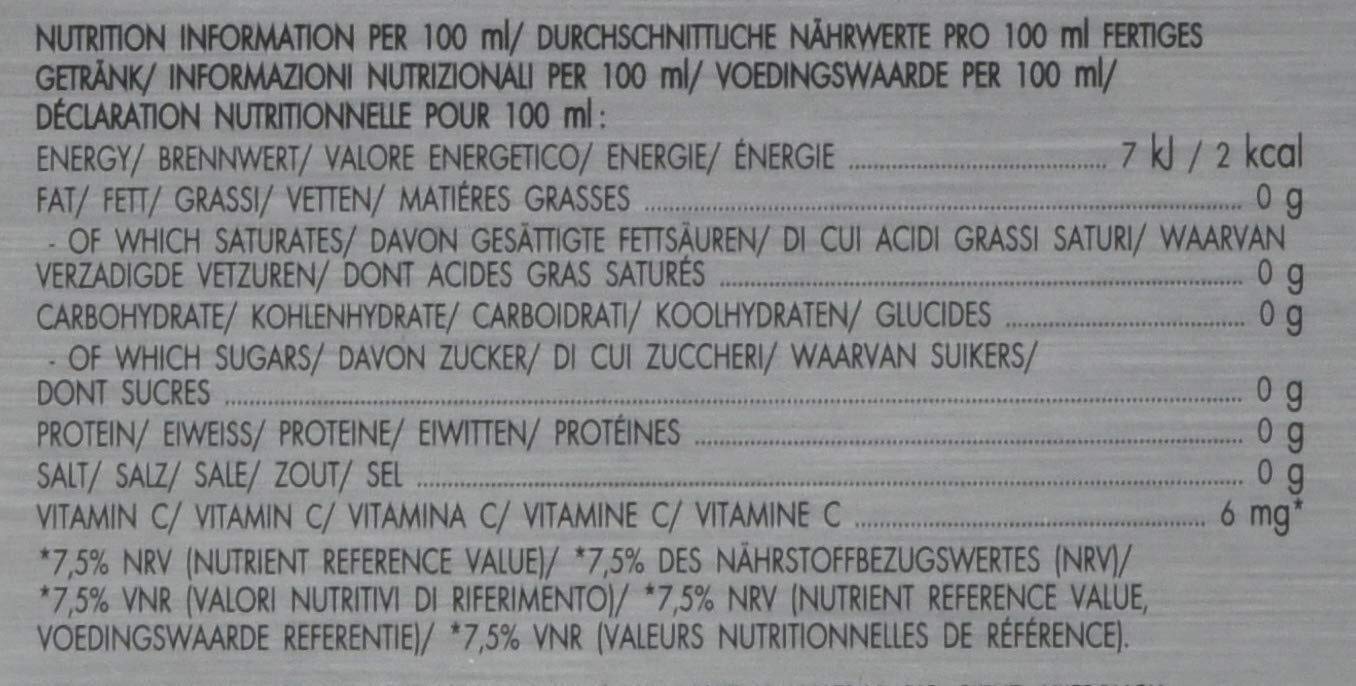 NUTRITION INFORMATION PER 100 ml/ DURCHSCHNITTLICHE NÄHRWERTE PRO 100 ml FERTIGES
GETRÄNK/ INFORMAZIONI NUTRIZIONALI PER 100 ml/ VOEDINGSWAARDE PER 100 ml/
DÉCLARATION NUTRITIONNELLE POUR 100 ml :
ENERGY/ BRENNWERT/ VALORE ENERGETICO/ ENERGIE/ ÉNERGIE ........ 7 kJ / 2 kcal
FAT/ FETT/ GRASSI/ VETTEN/ MATIÉRES GRASSES ........ 0 g
- OF WHICH SATURATES/ DAVON GESÄTTIGTE FETTSÄUREN/ DI CUI ACIDI GRASSI SATURI/ WAARVAN
VERZADIGDE VETZUREN/ DONT ACIDES GRAS SATURÉS ........ 0 g
CARBOHYDRATE/ KOHLENHYDRATE/ CARBOIDRATI/ KOOLHYDRATEN/ GLUCIDES ........ 0 g
- OF WHICH SUGARS/ DAVON ZUCKER/ DI CUI ZUCCHERI/ WAARVAN SUIKERS/
DONT SUCRES ........ 0 g
PROTEIN/ EIWEISS/ PROTEINE/ EIWITTEN/ PROTÉINES ........ 0 g
SALT/ SALZ/ SALE/ ZOUT/ SEL ........ 0 g
VITAMIN C/ VITAMIN C/ VITAMINA C/ VITAMINE C/ VITAMINE C ........ 6 mg*
*7,5% NRV (NUTRIENT REFERENCE VALUE)/ *7,5% DES NÄHRSTOFFBEZUGSWERTES (NRV)/
*7,5% VNR (VALORI NUTRITIVI DI RIFERIMENTO)/ *7,5% NRV (NUTRIENT REFERENCE VALUE,
VOEDINGSWAARDE REFERENTIE)/ *7,5% VNR (VALEURS NUTRITIONNELLES DE RÉFÉRENCE).